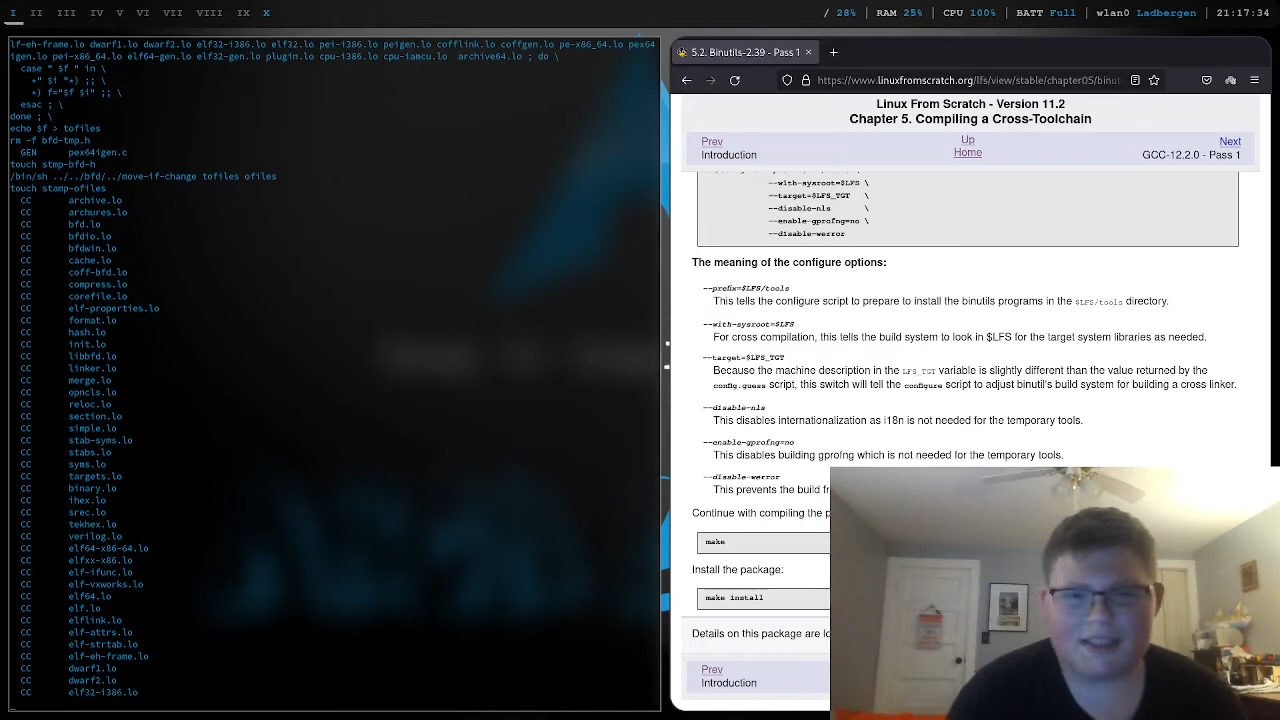 I II III IV V VI VII VIII IX X / 28% RAM 25% CPU 100% BATT Full wlan0 Ladbergen 21:17:34
lf-eh-frame.lo dwarf1.lo dwarf2.lo elf32-i386.lo elf32.lo pei-i386.lo peigen.lo cofflink.lo coffgen.lo pe-x86_64.lo pex64
igen.lo pei-x86_64.lo elf64-gen.lo elf32-gen.lo plugin.lo cpu-i386.lo cpu-iamcu.lo  archive64.lo ; do \
case " $f " in \
*" $i "*) ;; \
*) f="$f $i" ;; \
esac ; \
done ; \
echo $f > tofiles
rm -f bfd-tmp.h
GEN pex64igen.c
touch stmp-bfd-h
/bin/sh ../../bfd/../move-if-change tofiles ofiles
touch stamp-ofiles
CC archive.lo
CC archures.lo
CC bfd.lo
CC bfdio.lo
CC bfdwin.lo
CC cache.lo
CC coff-bfd.lo
CC compress.lo
CC corefile.lo
CC elf-properties.lo
CC format.lo
CC hash.lo
CC init.lo
CC libbfd.lo
CC linker.lo
CC merge.lo
CC opncls.lo
CC reloc.lo
CC section.lo
CC simple.lo
CC stab-syms.lo
CC stabs.lo
CC syms.lo
CC targets.lo
CC binary.lo
CC ihex.lo
CC srec.lo
CC tekhex.lo
CC verilog.lo
CC elf64-x86-64.lo
CC elfxx-x86.lo
CC elf-ifunc.lo
CC elf-vxworks.lo
CC elf64.lo
CC elf.lo
CC elflink.lo
CC elf-attrs.lo
CC elf-strtab.lo
CC elf-eh-frame.lo
CC dwarf1.lo
CC dwarf2.lo
CC elf32-i386.lo
5.2. Binutils-2.39 - Pass 1
https://www.linuxfromscratch.org/lfs/view/stable/chapter05/binut
Linux From Scratch - Version 11.2
Chapter 5. Compiling a Cross-Toolchain
Prev Up Next
Introduction Home GCC-12.2.0 - Pass 1
--with-sysroot=$LFS \
--target=$LFS_TGT \
--disable-nls \
--enable-gprofng=no \
--disable-werror
The meaning of the configure options:
--prefix=$LFS/tools
This tells the configure script to prepare to install the binutils programs in the $LFS/tools directory.
--with-sysroot=$LFS
For cross compilation, this tells the build system to look in $LFS for the target system libraries as needed.
--target=$LFS_TGT
Because the machine description in the LFS_TGT variable is slightly different than the value returned by the
config.guess script, this switch will tell the configure script to adjust binutil's build system for building a cross linker.
--disable-nls
This disables internationalization as i18n is not needed for the temporary tools.
--enable-gprofng=no
This disables building gprofng which is not needed for the temporary tools.
--disable-werror
This prevents the build
Continue with compiling the
make
Install the package:
make install
Details on this package are
Prev
Introduction